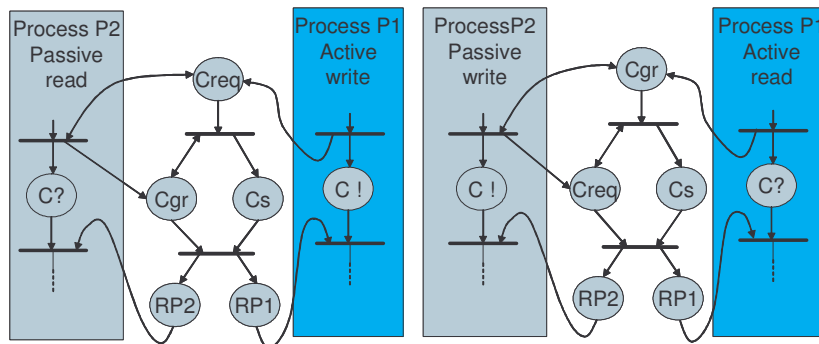 Process P2
Passive
read
Creq
Process P1
Active
write
C?
Cgr
Cs
C !
RP2
RP1
ProcessP2
Passive
write
Cgr
Process P1
Active
read
C !
Creq
Cs
C?
RP2
RP1